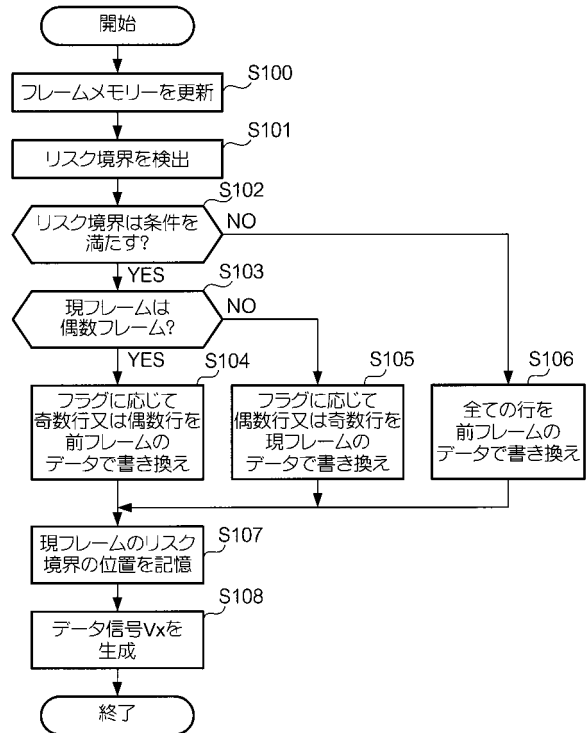 開始
S100
フレームメモリーを更新
S101
リスク境界を検出
S102
リスク境界は条件を
満たす?
NO
YES
S103
現フレームは
偶数フレーム?
NO
YES
S104
フラグに応じて
奇数行又は偶数行を
前フレームの
データで書き換え
S105
フラグに応じて
偶数行又は奇数行を
現フレームの
データで書き換え
S106
全ての行を
前フレームの
データで書き換え
S107
現フレームのリスク
境界の位置を記憶
S108
データ信号Vxを
生成
終了